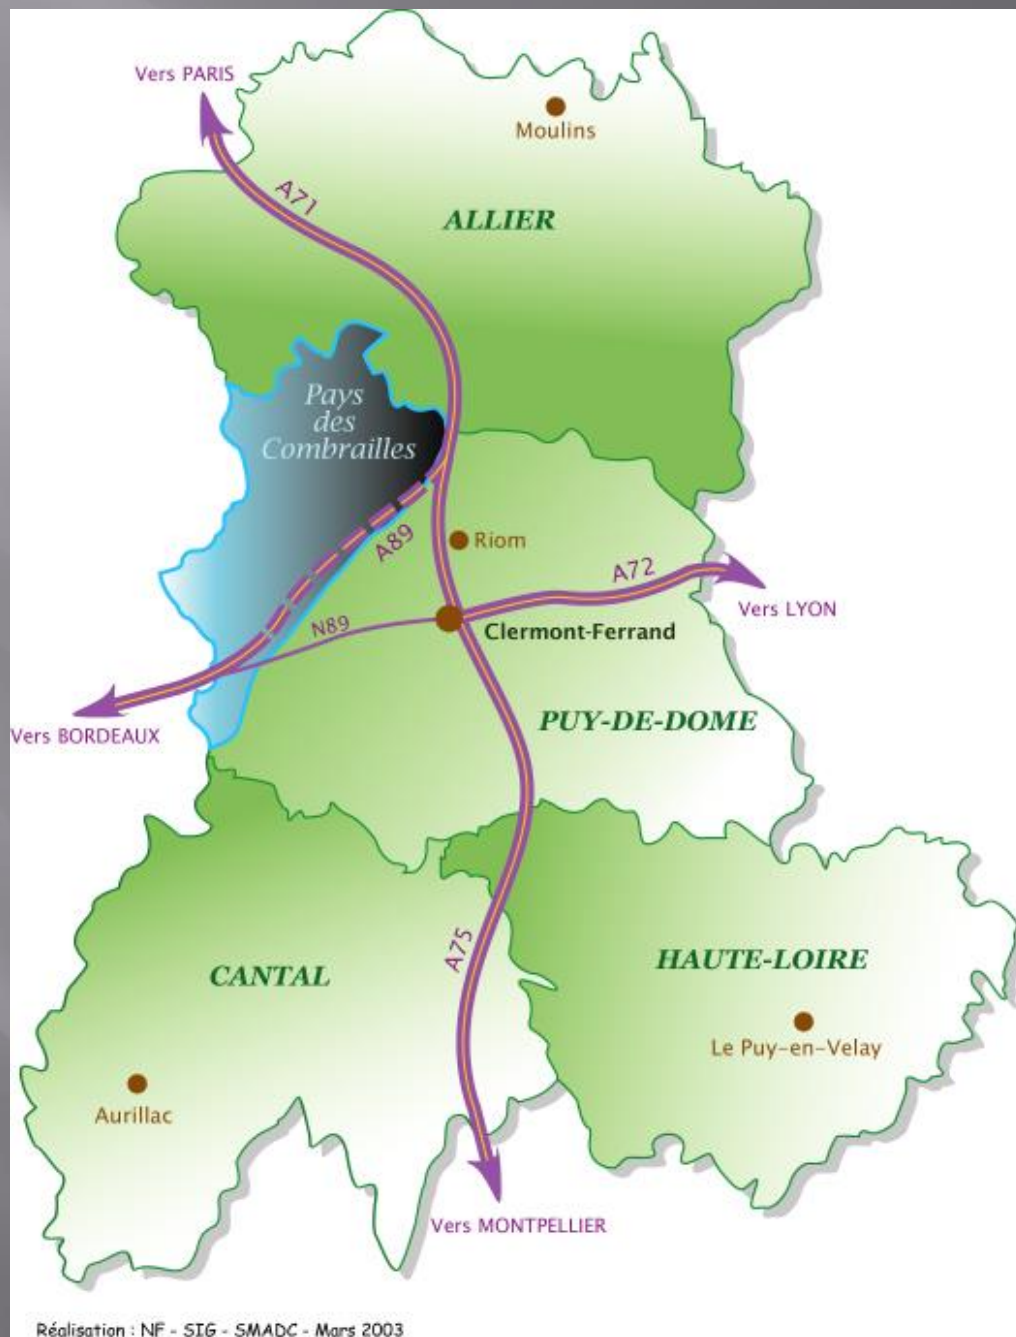 Vers PARIS
Moulins
A71
ALLIER
Pays
des
Combrailles
A89
Riom
A72
Vers LYON
N89
Clermont-Ferrand
Vers BORDEAUX
PUY-DE-DOME
A75
CANTAL
HAUTE-LOIRE
Le Puy-en-Velay
Aurillac
Vers MONTPELLIER
Réalisation : NF - SIG - SMADC - Mars 2003